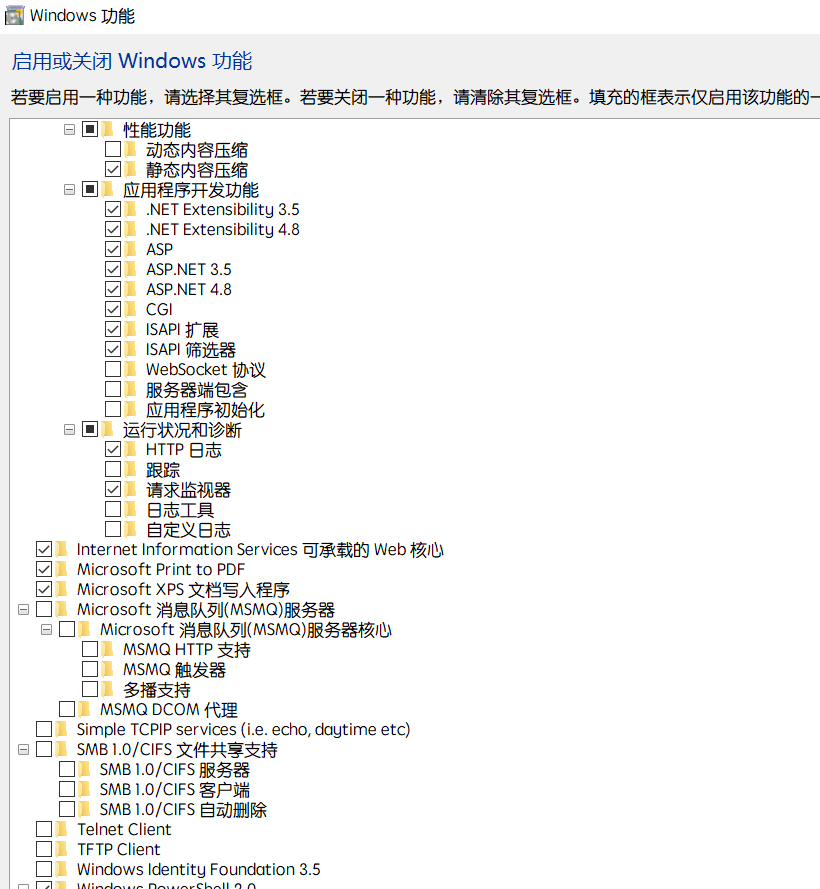 Windows 功能
启用或关闭 Windows 功能
若要启用一种功能，请选择其复选框。若要关闭一种功能，请清除其复选框。填充的框表示仅启用该功能的一
性能功能
动态内容压缩
静态内容压缩
应用程序开发功能
.NET Extensibility 3.5
.NET Extensibility 4.8
ASP
ASP.NET 3.5
ASP.NET 4.8
CGI
ISAPI 扩展
ISAPI 筛选器
WebSocket 协议
服务器端包含
应用程序初始化
运行状况和诊断
HTTP 日志
跟踪
请求监视器
日志工具
自定义日志
Internet Information Services 可承载的 Web 核心
Microsoft Print to PDF
Microsoft XPS 文档写入程序
Microsoft 消息队列(MSMQ)服务器
Microsoft 消息队列(MSMQ)服务器核心
MSMQ HTTP 支持
MSMQ 触发器
多播支持
MSMQ DCOM 代理
Simple TCPIP services (i.e. echo, daytime etc)
SMB 1.0/CIFS 文件共享支持
SMB 1.0/CIFS 服务器
SMB 1.0/CIFS 客户端
SMB 1.0/CIFS 自动删除
Telnet Client
TFTP Client
Windows Identity Foundation 3.5
Windows PowerShell 2.0